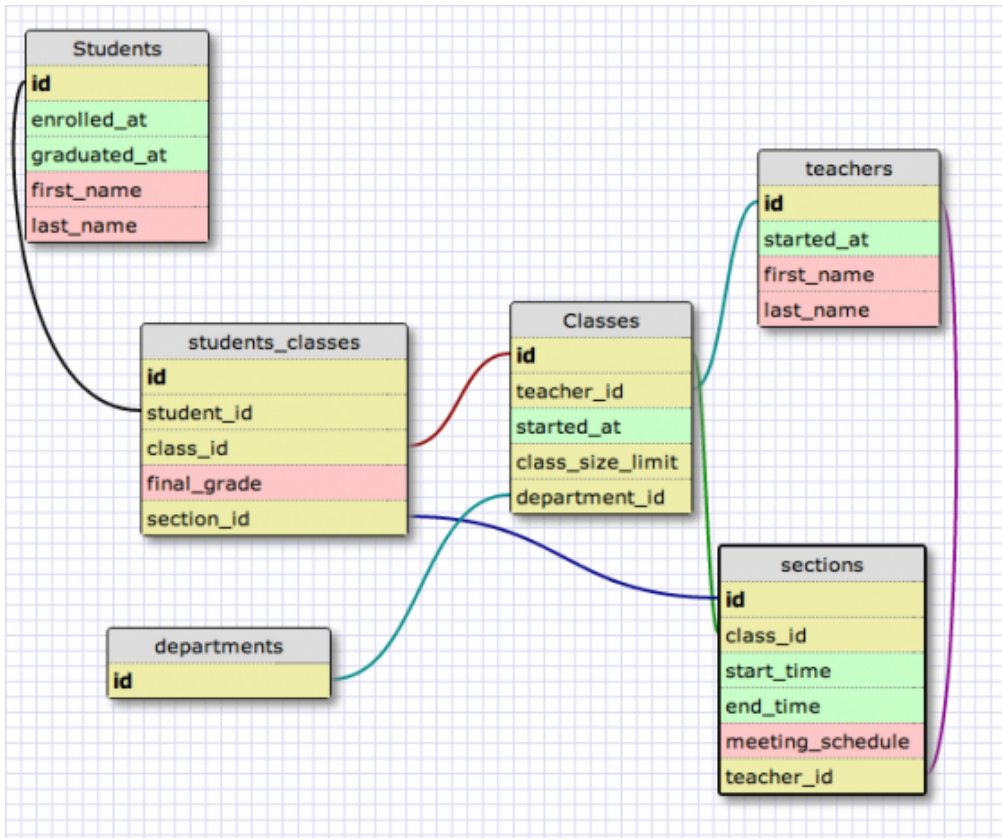 Students
id
enrolled_at
graduated_at
first_name
last_name
teachers
id
started_at
first_name
last_name
students_classes
id
student_id
class_id
final_grade
section_id
Classes
id
teacher_id
started_at
class_size_limit
department_id
departments
id
sections
id
class_id
start_time
end_time
meeting_schedule
teacher_id